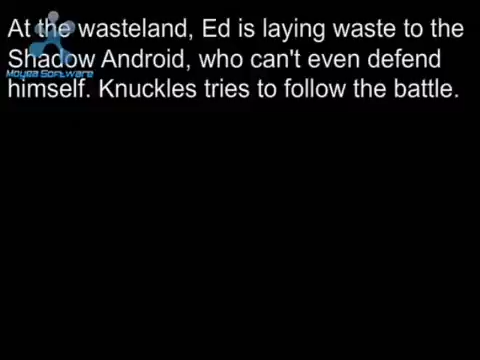 At the wasteland, Ed is laying waste to the
Shadow Android, who can't even defend
Moyea Software
himself. Knuckles tries to follow the battle.